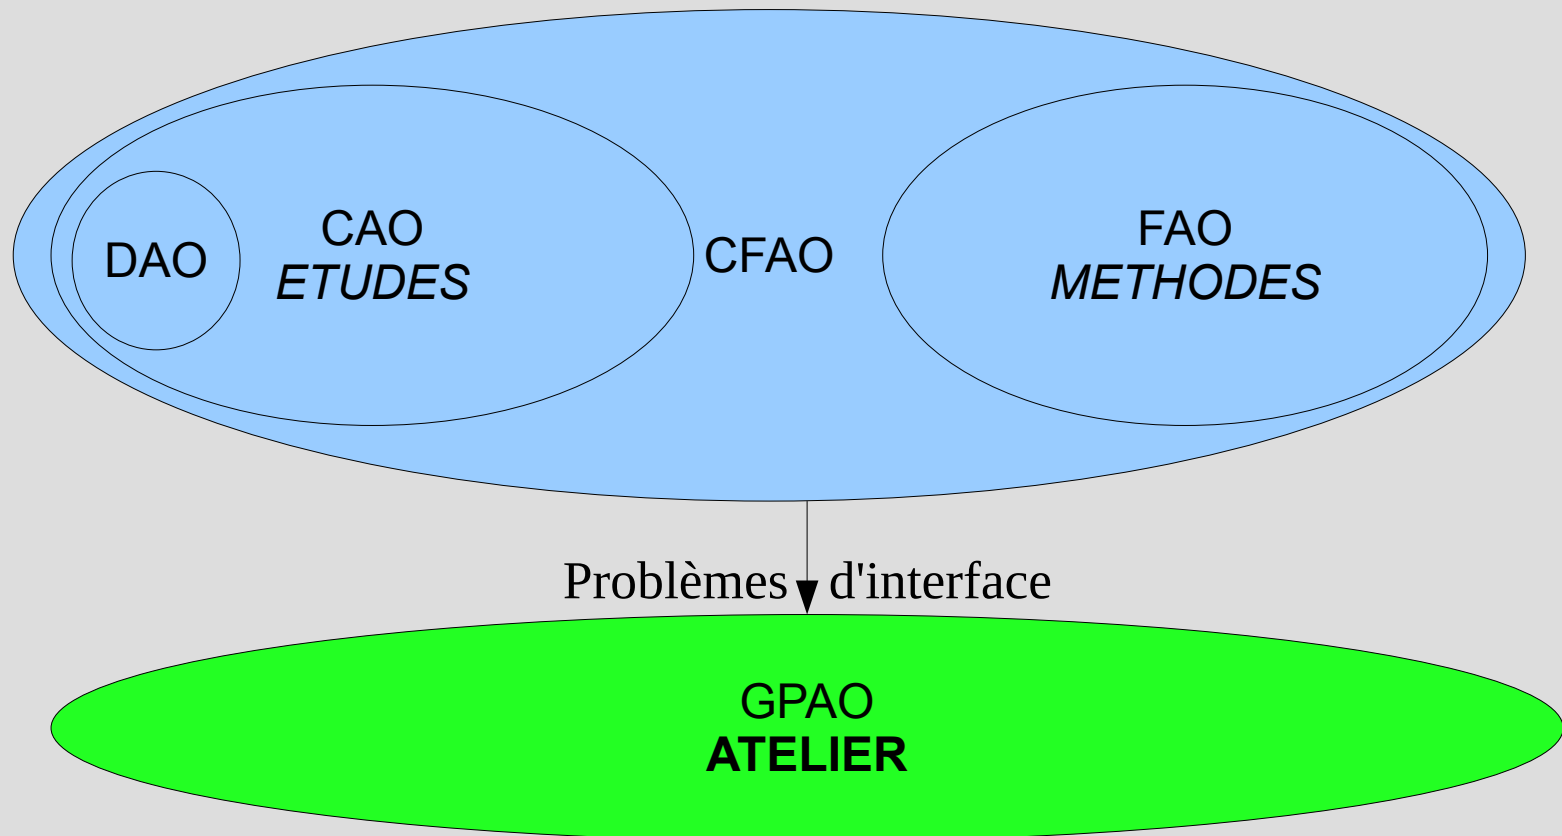 DAO
CAO
ETUDES
CFAO
FAO
METHODES
Problèmes d'interface
GPAO
ATELIER